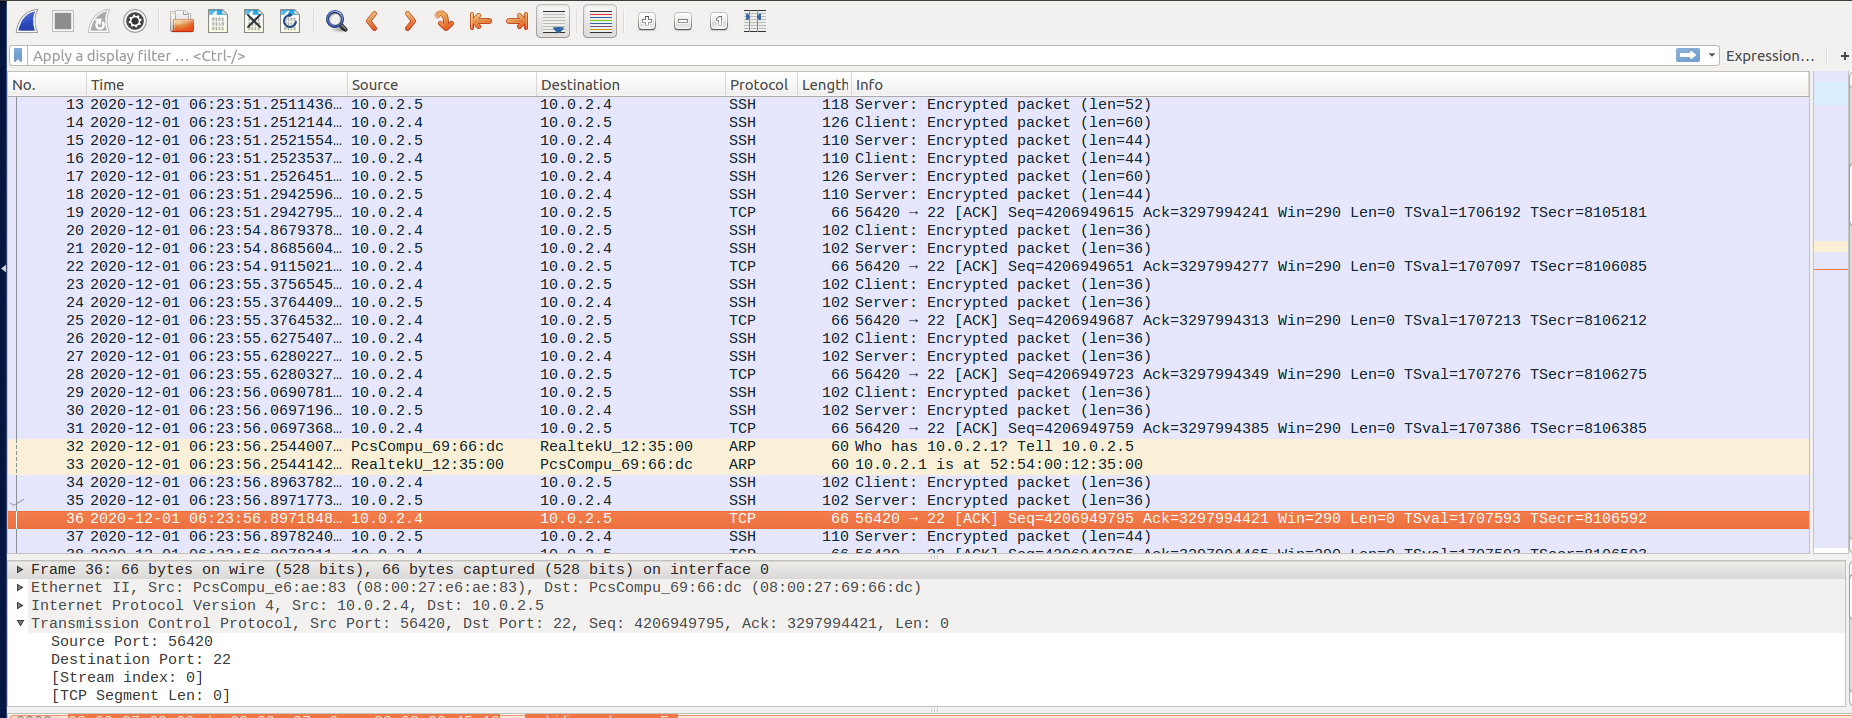 Apply a display filter … <Ctrl-/>
Expression…
+
No. Time Source Destination Protocol Length Info
13 2020-12-01 06:23:51.2511436… 10.0.2.5 10.0.2.4 SSH 118 Server: Encrypted packet (len=52)
14 2020-12-01 06:23:51.2512144… 10.0.2.4 10.0.2.5 SSH 126 Client: Encrypted packet (len=60)
15 2020-12-01 06:23:51.2521554… 10.0.2.5 10.0.2.4 SSH 110 Server: Encrypted packet (len=44)
16 2020-12-01 06:23:51.2523537… 10.0.2.4 10.0.2.5 SSH 110 Client: Encrypted packet (len=44)
17 2020-12-01 06:23:51.2526451… 10.0.2.5 10.0.2.4 SSH 126 Server: Encrypted packet (len=60)
18 2020-12-01 06:23:51.2942596… 10.0.2.5 10.0.2.4 SSH 110 Server: Encrypted packet (len=44)
19 2020-12-01 06:23:51.2942795… 10.0.2.4 10.0.2.5 TCP 66 56420 → 22 [ACK] Seq=4206949615 Ack=3297994241 Win=290 Len=0 TSval=1706192 TSecr=8105181
20 2020-12-01 06:23:54.8679378… 10.0.2.4 10.0.2.5 SSH 102 Client: Encrypted packet (len=36)
21 2020-12-01 06:23:54.8685604… 10.0.2.5 10.0.2.4 SSH 102 Server: Encrypted packet (len=36)
22 2020-12-01 06:23:54.9115021… 10.0.2.4 10.0.2.5 TCP 66 56420 → 22 [ACK] Seq=4206949651 Ack=3297994277 Win=290 Len=0 TSval=1707097 TSecr=8106085
23 2020-12-01 06:23:55.3756545… 10.0.2.4 10.0.2.5 SSH 102 Client: Encrypted packet (len=36)
24 2020-12-01 06:23:55.3764409… 10.0.2.5 10.0.2.4 SSH 102 Server: Encrypted packet (len=36)
25 2020-12-01 06:23:55.3764532… 10.0.2.4 10.0.2.5 TCP 66 56420 → 22 [ACK] Seq=4206949687 Ack=3297994313 Win=290 Len=0 TSval=1707213 TSecr=8106212
26 2020-12-01 06:23:55.6275407… 10.0.2.4 10.0.2.5 SSH 102 Client: Encrypted packet (len=36)
27 2020-12-01 06:23:55.6280227… 10.0.2.5 10.0.2.4 SSH 102 Server: Encrypted packet (len=36)
28 2020-12-01 06:23:55.6280327… 10.0.2.4 10.0.2.5 TCP 66 56420 → 22 [ACK] Seq=4206949723 Ack=3297994349 Win=290 Len=0 TSval=1707276 TSecr=8106275
29 2020-12-01 06:23:56.0690781… 10.0.2.4 10.0.2.5 SSH 102 Client: Encrypted packet (len=36)
30 2020-12-01 06:23:56.0697196… 10.0.2.5 10.0.2.4 SSH 102 Server: Encrypted packet (len=36)
31 2020-12-01 06:23:56.0697368… 10.0.2.4 10.0.2.5 TCP 66 56420 → 22 [ACK] Seq=4206949759 Ack=3297994385 Win=290 Len=0 TSval=1707386 TSecr=8106385
32 2020-12-01 06:23:56.2544007… PcsCompu_69:66:dc RealtekU_12:35:00 ARP 60 Who has 10.0.2.1? Tell 10.0.2.5
33 2020-12-01 06:23:56.2544142… RealtekU_12:35:00 PcsCompu_69:66:dc ARP 60 10.0.2.1 is at 52:54:00:12:35:00
34 2020-12-01 06:23:56.8963782… 10.0.2.4 10.0.2.5 SSH 102 Client: Encrypted packet (len=36)
35 2020-12-01 06:23:56.8971773… 10.0.2.5 10.0.2.4 SSH 102 Server: Encrypted packet (len=36)
36 2020-12-01 06:23:56.8971848… 10.0.2.4 10.0.2.5 TCP 66 56420 → 22 [ACK] Seq=4206949795 Ack=3297994421 Win=290 Len=0 TSval=1707593 TSecr=8106592
37 2020-12-01 06:23:56.8978240… 10.0.2.5 10.0.2.4 SSH 110 Server: Encrypted packet (len=44)
Frame 36: 66 bytes on wire (528 bits), 66 bytes captured (528 bits) on interface 0
Ethernet II, Src: PcsCompu_e6:ae:83 (08:00:27:e6:ae:83), Dst: PcsCompu_69:66:dc (08:00:27:69:66:dc)
Internet Protocol Version 4, Src: 10.0.2.4, Dst: 10.0.2.5
Transmission Control Protocol, Src Port: 56420, Dst Port: 22, Seq: 4206949795, Ack: 3297994421, Len: 0
Source Port: 56420
Destination Port: 22
[Stream index: 0]
[TCP Segment Len: 0]